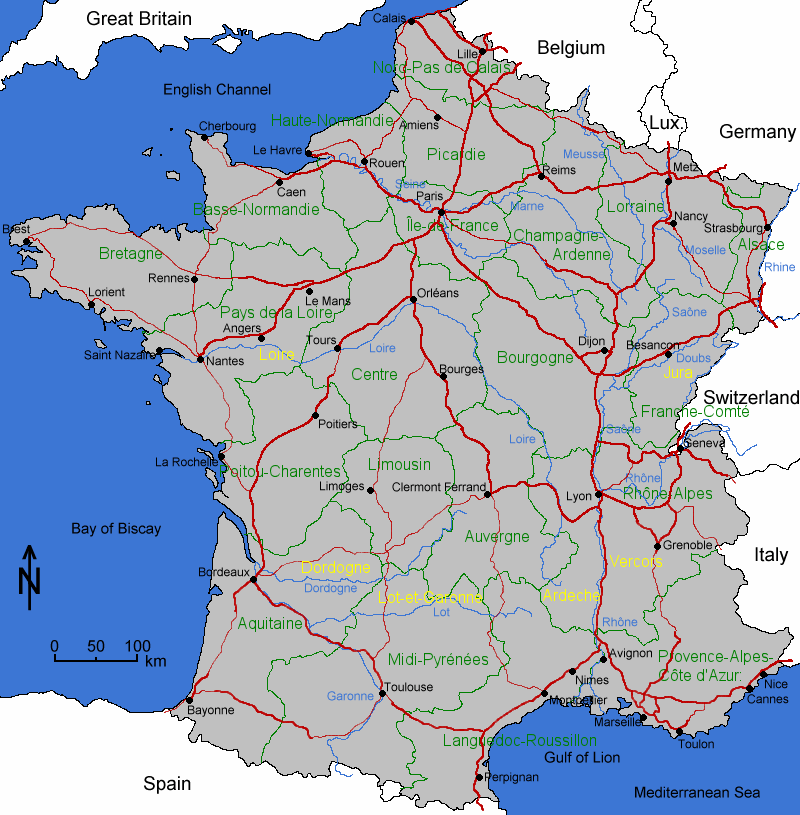 Great Britain
Calais
Lille
Belgium
Nord-Pas de Calais
English Channel
Cherbourg
Haute-Normandie
Amiens
Lux.
Germany
Le Havre
Rouen
Picardie
Meusse
Metz
Reims
Seine
Caen
Paris
Basse-Normandie
Marne
Lorraine
Nancy
Île-de-France
Strasbourg
Brest
Champagne-
Ardenne
Alsace
Bretagne
Moselle
Rhine
Rennes
Lorient
Le Mans
Orléans
Pays de la Loire
Saône
Angers
Tours
Dijon
Besancon
Saint Nazaire
Nantes
Loire
Loire
Bourgogne
Doubs
Centre
Bourges
Jura
Switzerland
Franche-Comté
Poitiers
Saône
Loire
Geneva
La Rochelle
Poitou-Charentes
Limousin
Rhône
Limoges
Clermont Ferrand
Lyon
Rhône-Alpes
Bay of Biscay
Auvergne
Grenoble
Italy
N
Bordeaux
Dordogne
Vercors
Dordogne
Lot-et-Garonne
Ardeche
Lot
Aquitaine
Rhône
0 50 100
km
Midi-Pyrénées
Avignon
Provence-Alpes-
Côte d'Azur.
Nimes
Nice
Garonne
Toulouse
Montpellier
Cannes
Bayonne
Marseille
Languedoc-Roussillon
Toulon
Gulf of Lion
Spain
Perpignan
Mediterranean Sea